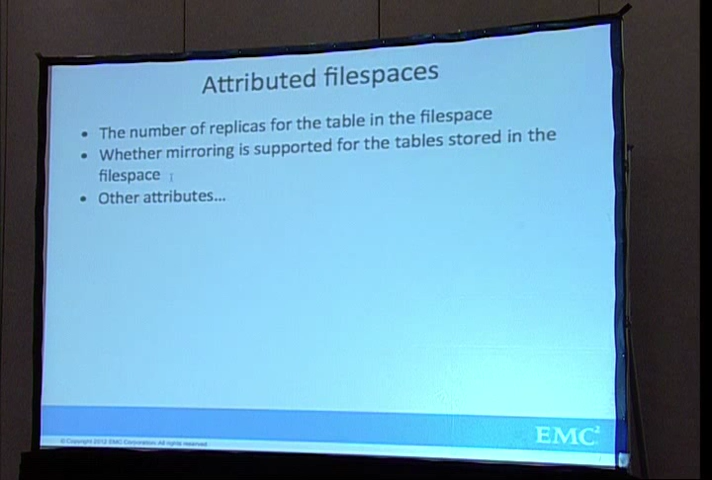 Attributed filespaces
• The number of replicas for the table in the filespace
• Whether mirroring is supported for the tables stored in the
filespace
• Other attributes...
EMC²
© Copyright 2012 EMC Corporation. All rights reserved.